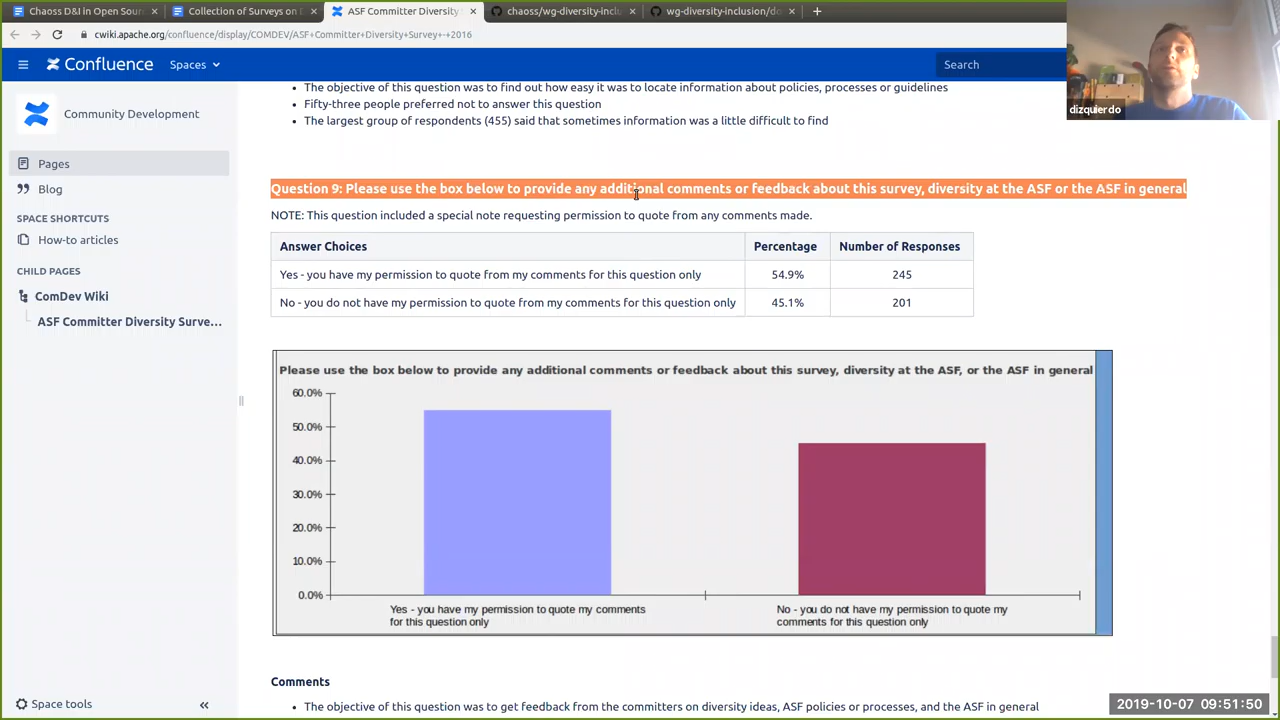 Chaoss D&I in Open Sour
Collection of Surveys on D
ASF Committer Diversity
chaoss/wg-diversity-inclu
wg-diversity-inclusion/do
cwiki.apache.org/confluence/display/COMDEV/ASF+Committer+Diversity+Survey+-+2016
Confluence
Spaces
Search
dizquierdo
Community Development
Pages
Blog
SPACE SHORTCUTS
How-to articles
CHILD PAGES
ComDev Wiki
ASF Committer Diversity Surve...
Space tools
The objective of this question was to find out how easy it was to locate information about policies, processes or guidelines
Fifty-three people preferred not to answer this question
The largest group of respondents (455) said that sometimes information was a little difficult to find
Question 9: Please use the box below to provide any additional comments or feedback about this survey, diversity at the ASF or the ASF in general
NOTE: This question included a special note requesting permission to quote from any comments made.
Answer Choices Percentage Number of Responses
Yes - you have my permission to quote from my comments for this question only 54.9% 245
No - you do not have my permission to quote from my comments for this question only 45.1% 201
Please use the box below to provide any additional comments or feedback about this survey, diversity at the ASF, or the ASF in general
60.0%
50.0%
40.0%
30.0%
20.0%
10.0%
0.0%
Yes - you have my permission to quote my comments
for this question only
No - you do not have my permission to quote my
comments for this question only
Comments
The objective of this question was to get feedback from the committers on diversity ideas, ASF policies or processes, and the ASF in general
2019-10-07 09:51:50